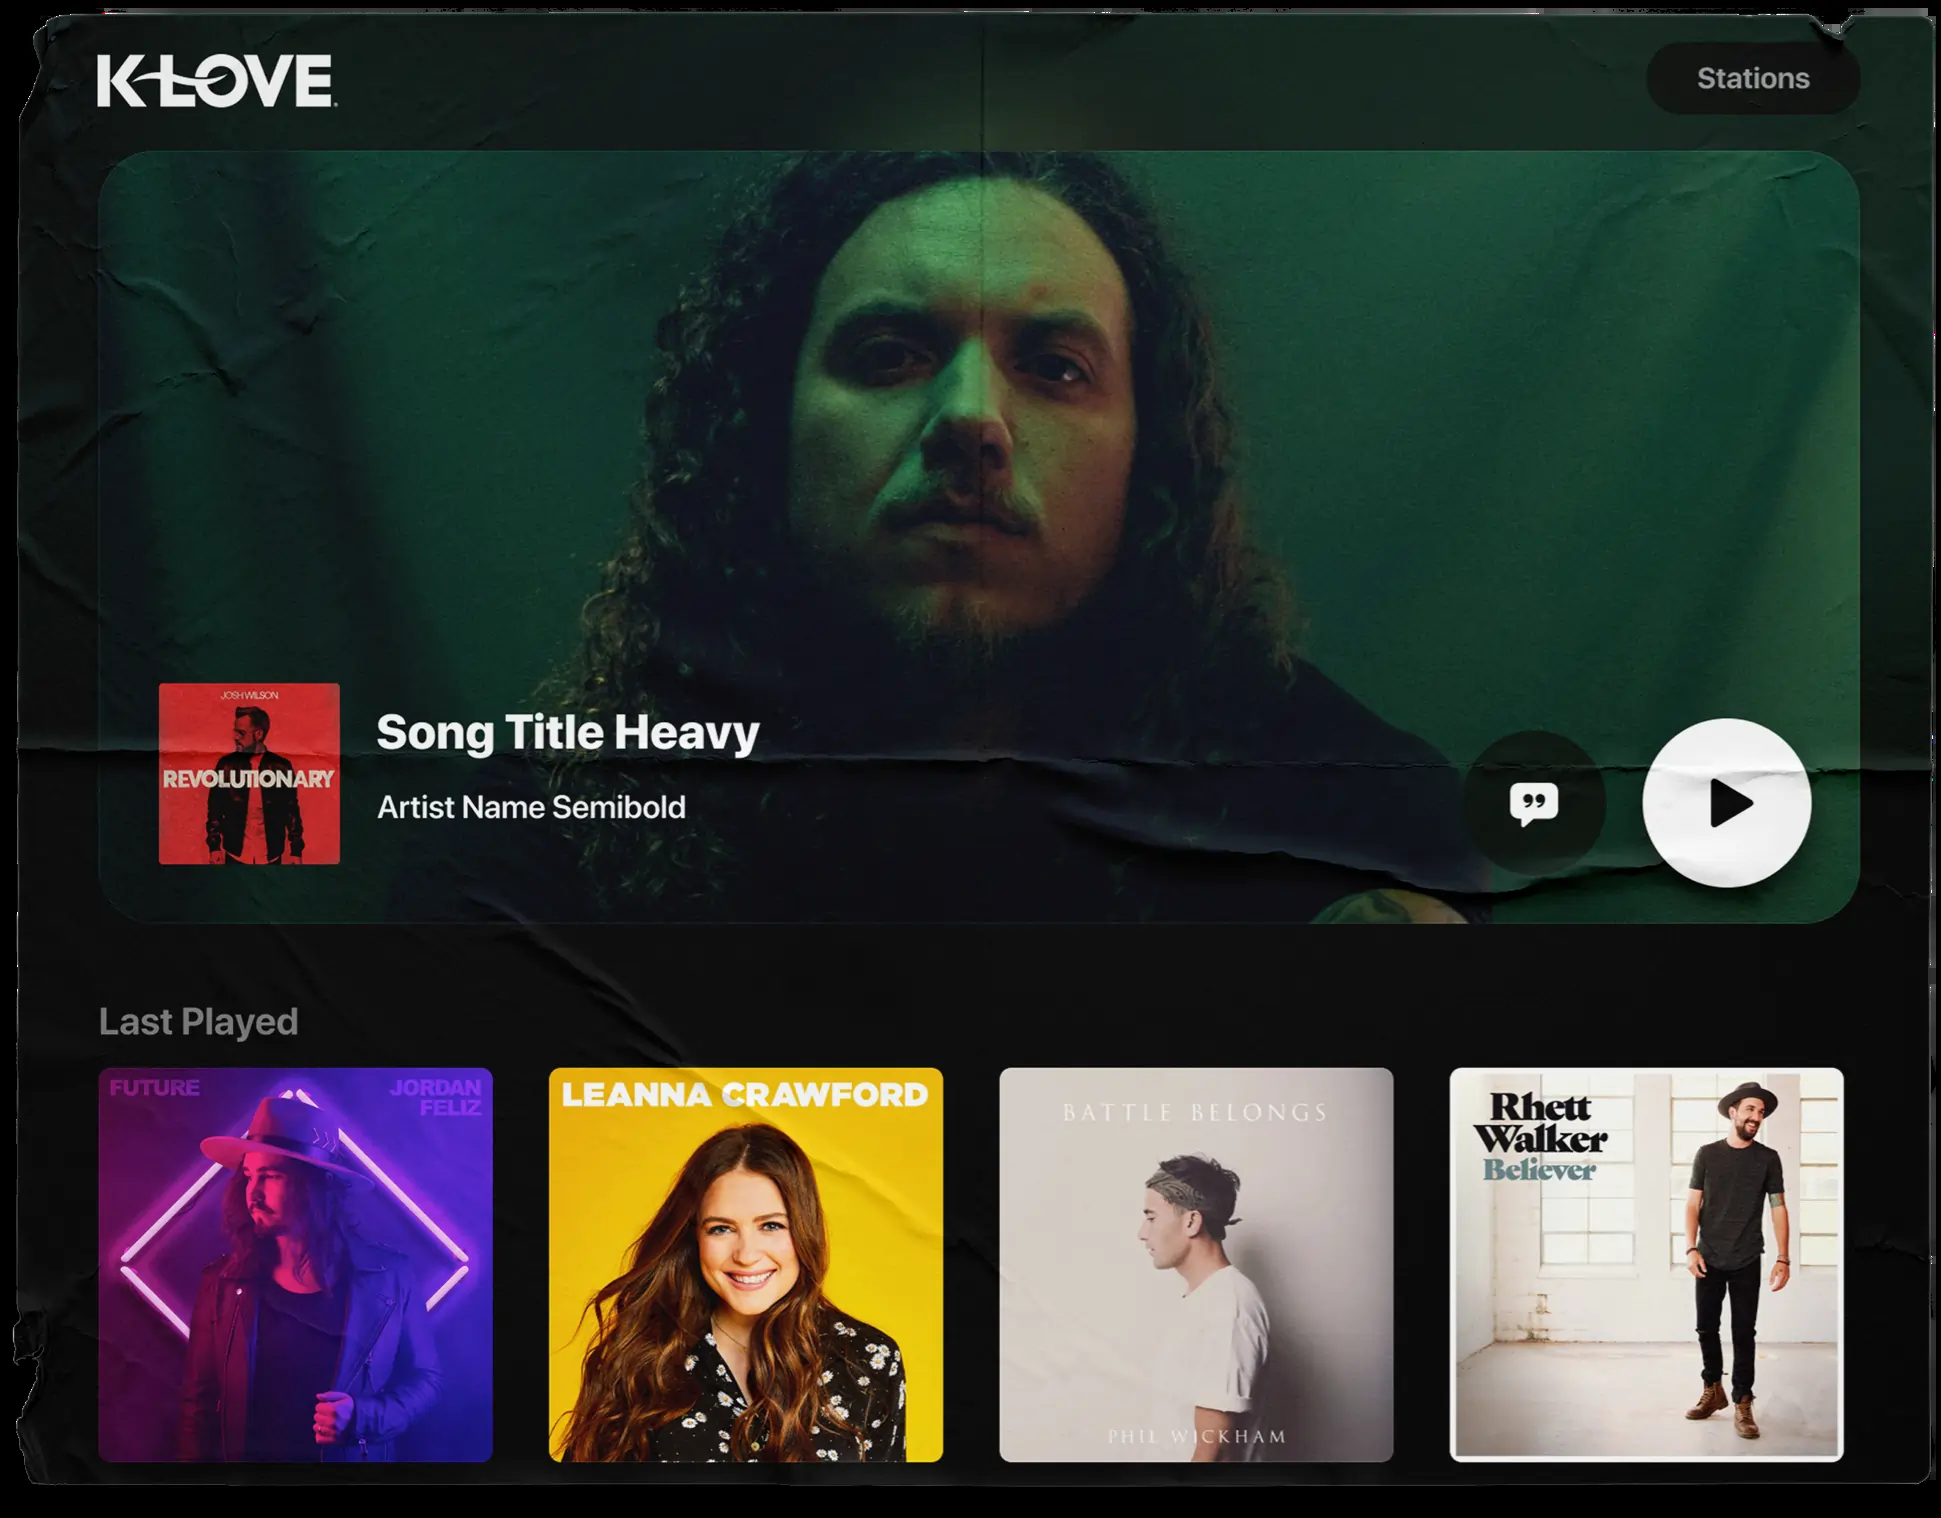 K-LOVE
Stations
JOSH WILSON
REVOLUTIONARY
Song Title Heavy
Artist Name Semibold
Last Played
FUTURE
JORDAN
FELIZ
LEANNA CRAWFORD
BATTLE BELONGS
PHIL WICKHAM
Rhett
Walker
Believer